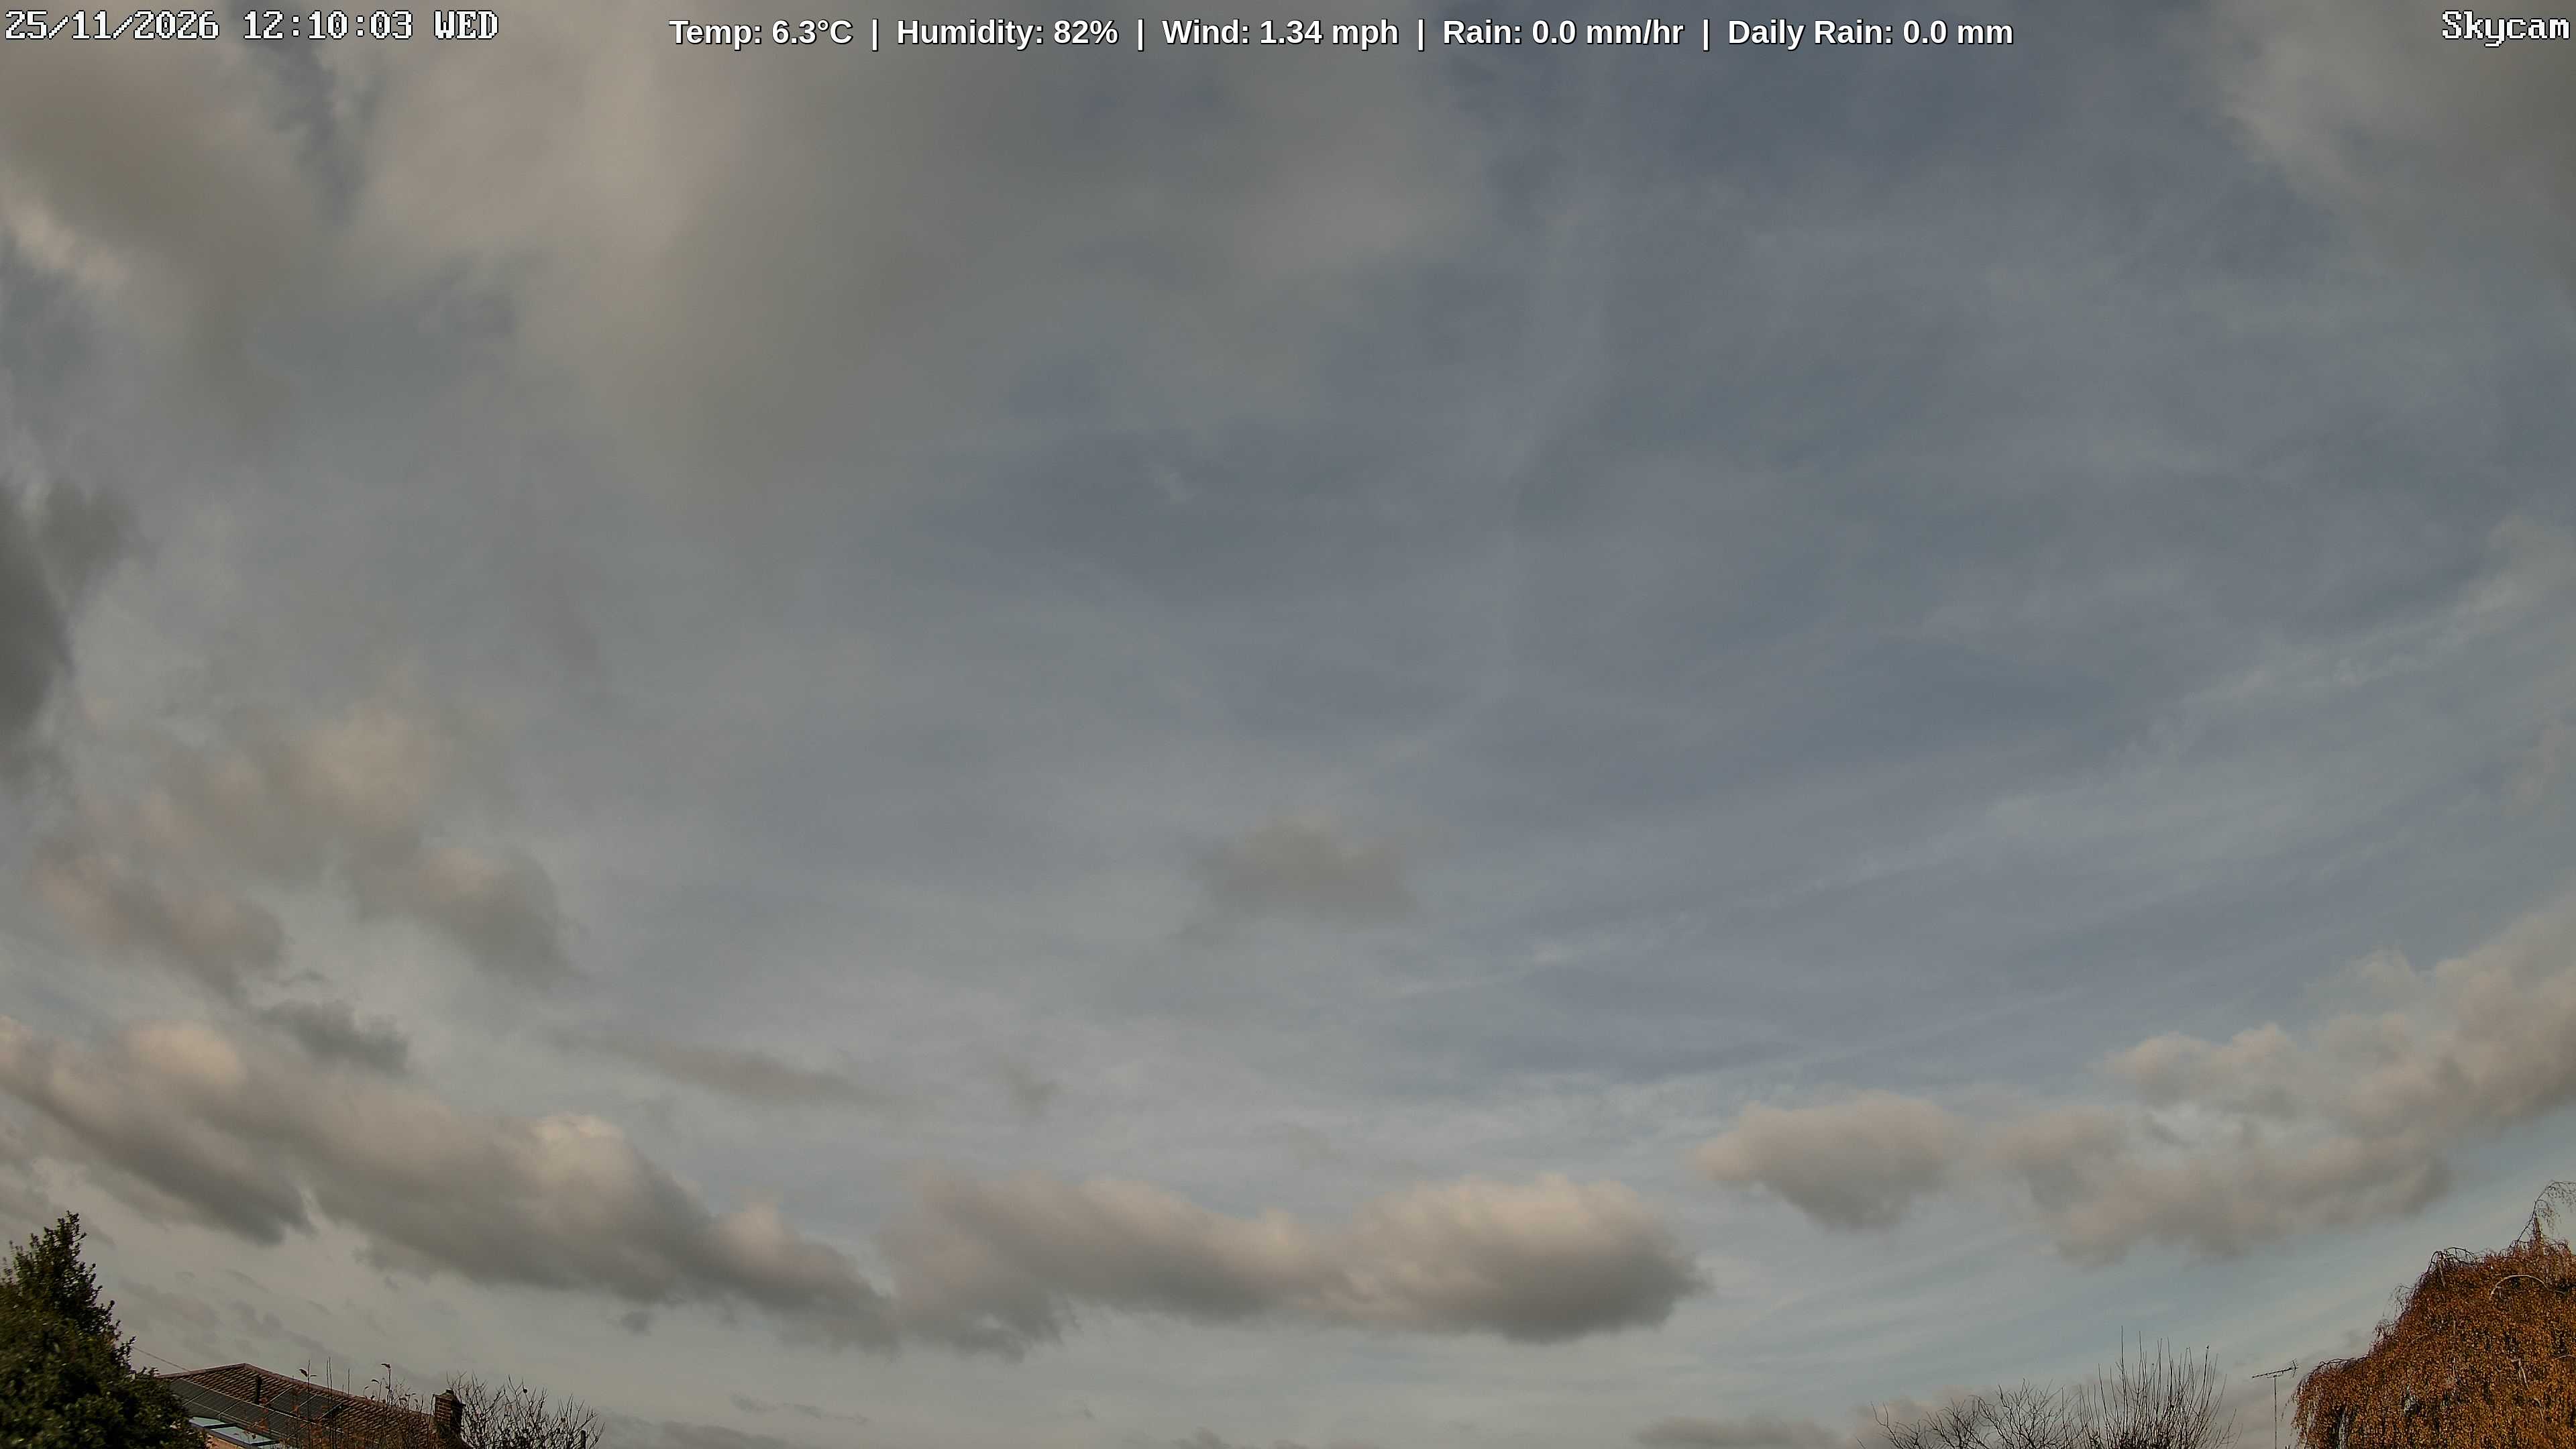 25/11/2026 12:10:03 WED
Temp: 6.3°C | Humidity: 82% | Wind: 1.34 mph | Rain: 0.0 mm/hr | Daily Rain: 0.0 mm
Skycam